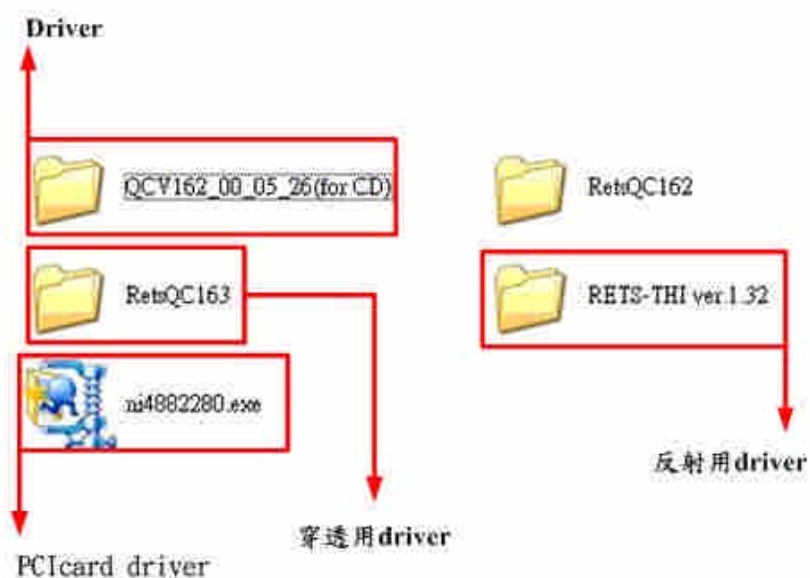 Driver
QCV162_00_05_26(for CD)
RetsQC162
RetsQC163
RETS-THI ver.1.32
ni4882280.exe
反射用driver
穿透用driver
PCIcard driver